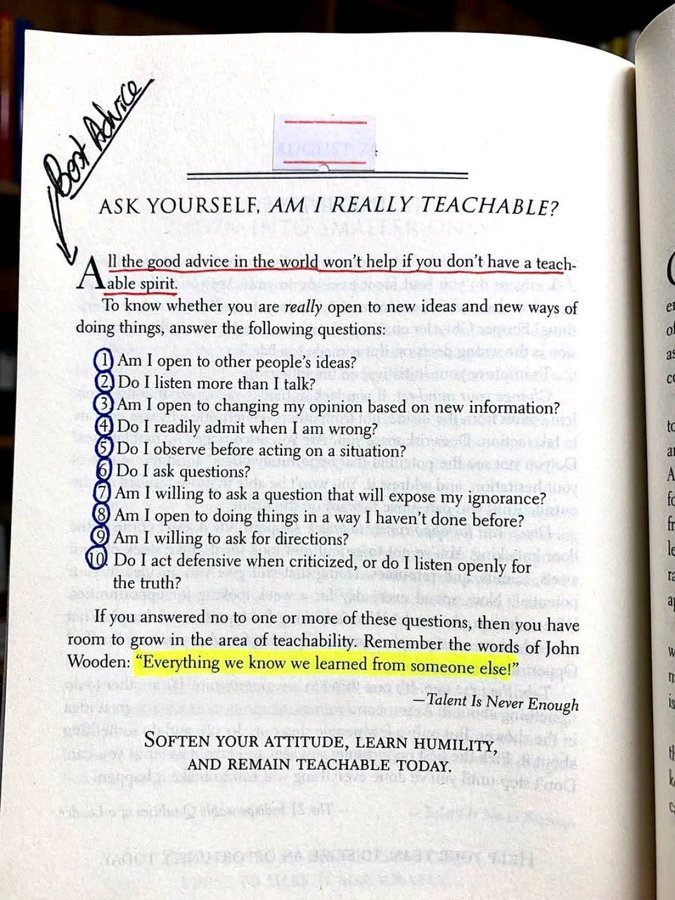 Best Advice
ASK YOURSELF, AM I REALLY TEACHABLE?
All the good advice in the world won't help if you don't have a teach-
able spirit.
To know whether you are really open to new ideas and new ways of
doing things, answer the following questions:
1. Am I open to other people's ideas?
2. Do I listen more than I talk?
3. Am I open to changing my opinion based on new information?
4. Do I readily admit when I am wrong?
5. Do I observe before acting on a situation?
6. Do I ask questions?
7. Am I willing to ask a question that will expose my ignorance?
8. Am I open to doing things in a way I haven't done before?
9. Am I willing to ask for directions?
10. Do I act defensive when criticized, or do I listen openly for
the truth?
If you answered no to one or more of these questions, then you have
room to grow in the area of teachability. Remember the words of John
Wooden: "Everything we know we learned from someone else!"
—Talent Is Never Enough
SOFTEN YOUR ATTITUDE, LEARN HUMILITY,
AND REMAIN TEACHABLE TODAY.